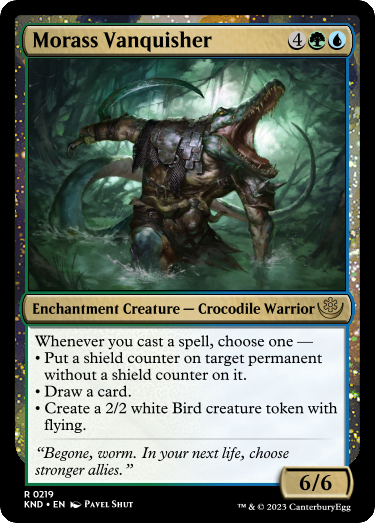 Morass Vanquisher 4
Enchantment Creature — Crocodile Warrior
Whenever you cast a spell, choose one —
• Put a shield counter on target permanent
without a shield counter on it.
• Draw a card.
• Create a 2/2 white Bird creature token with
flying.
“Begone, worm. In your next life, choose
stronger allies.”
6/6
R 0219
KND • EN PAVEL SHUT
™ & © 2023 CanterburyEgg